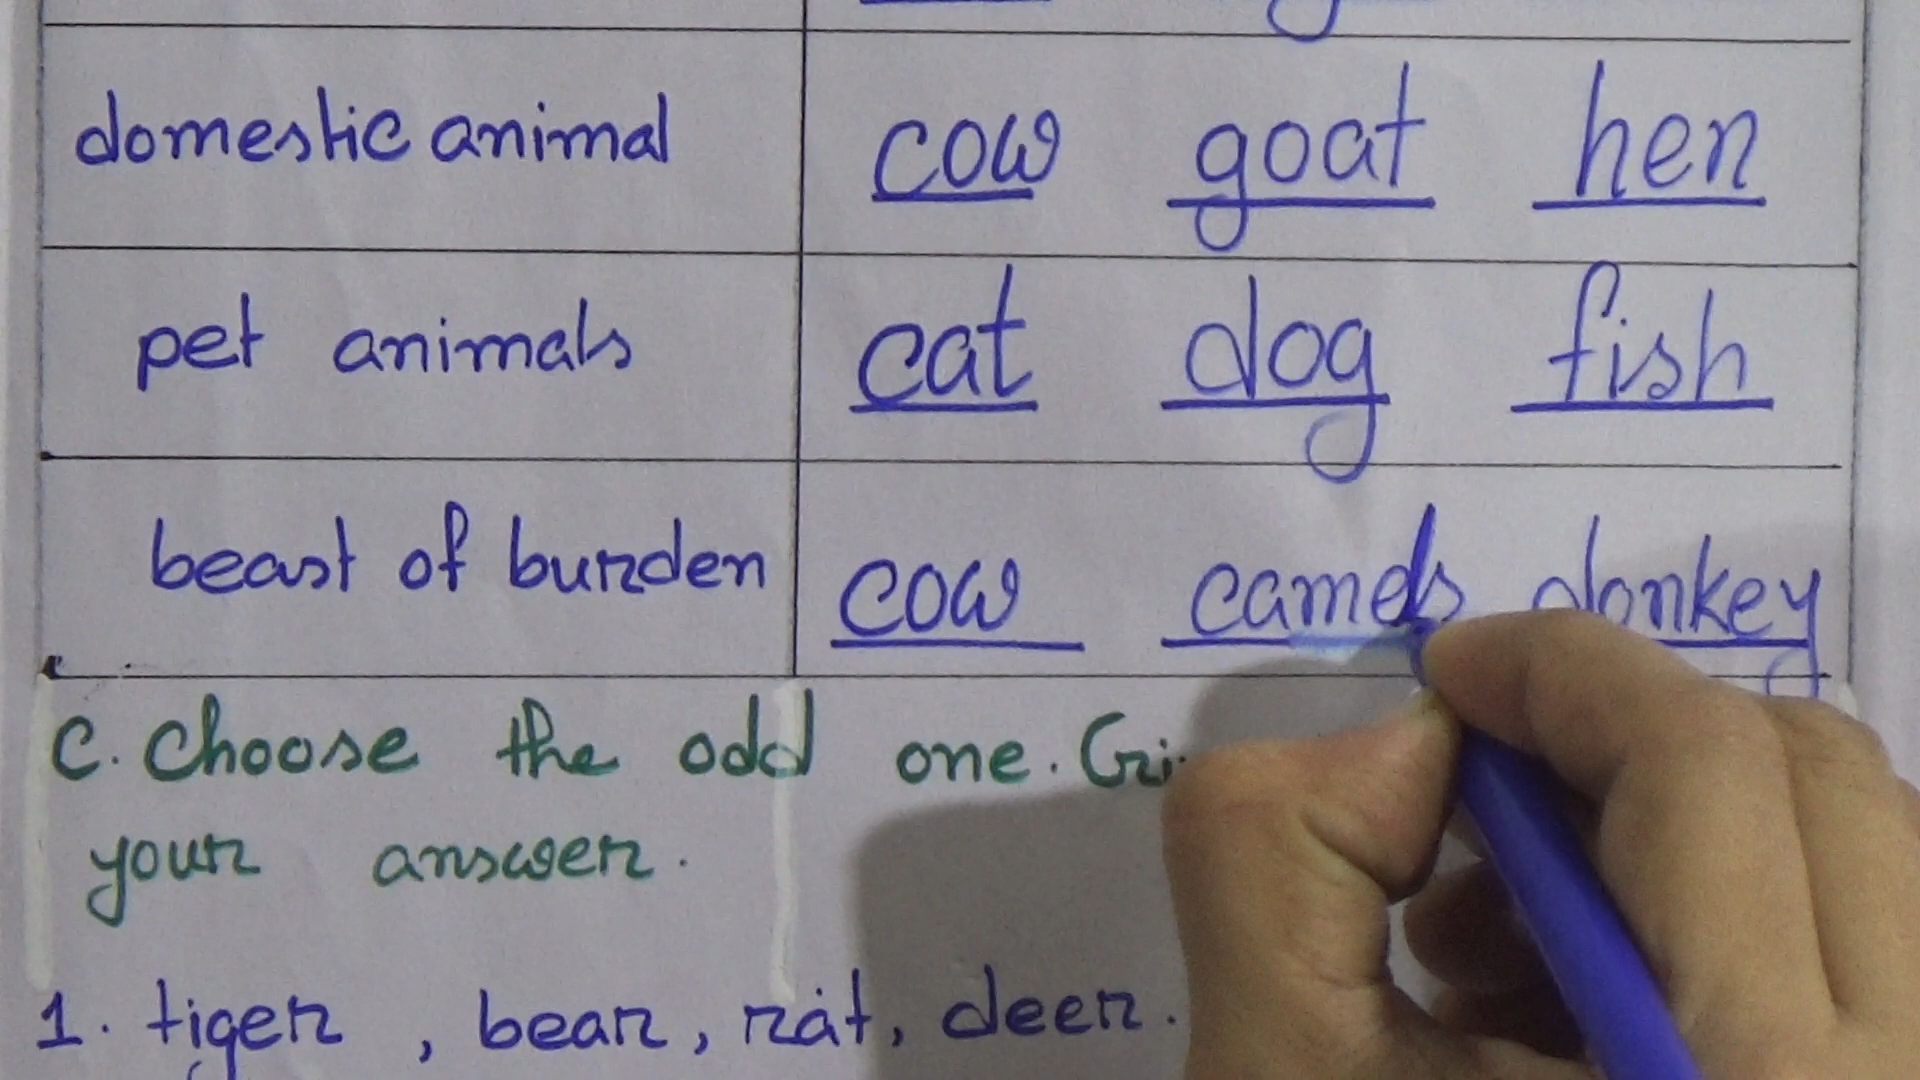 domestic animal cow goat hen
pet animals cat dog fish
beast of burden cow camels donkey
C. Choose the odd one. Gi
your answer.
1. tiger, bear, rat, deer.